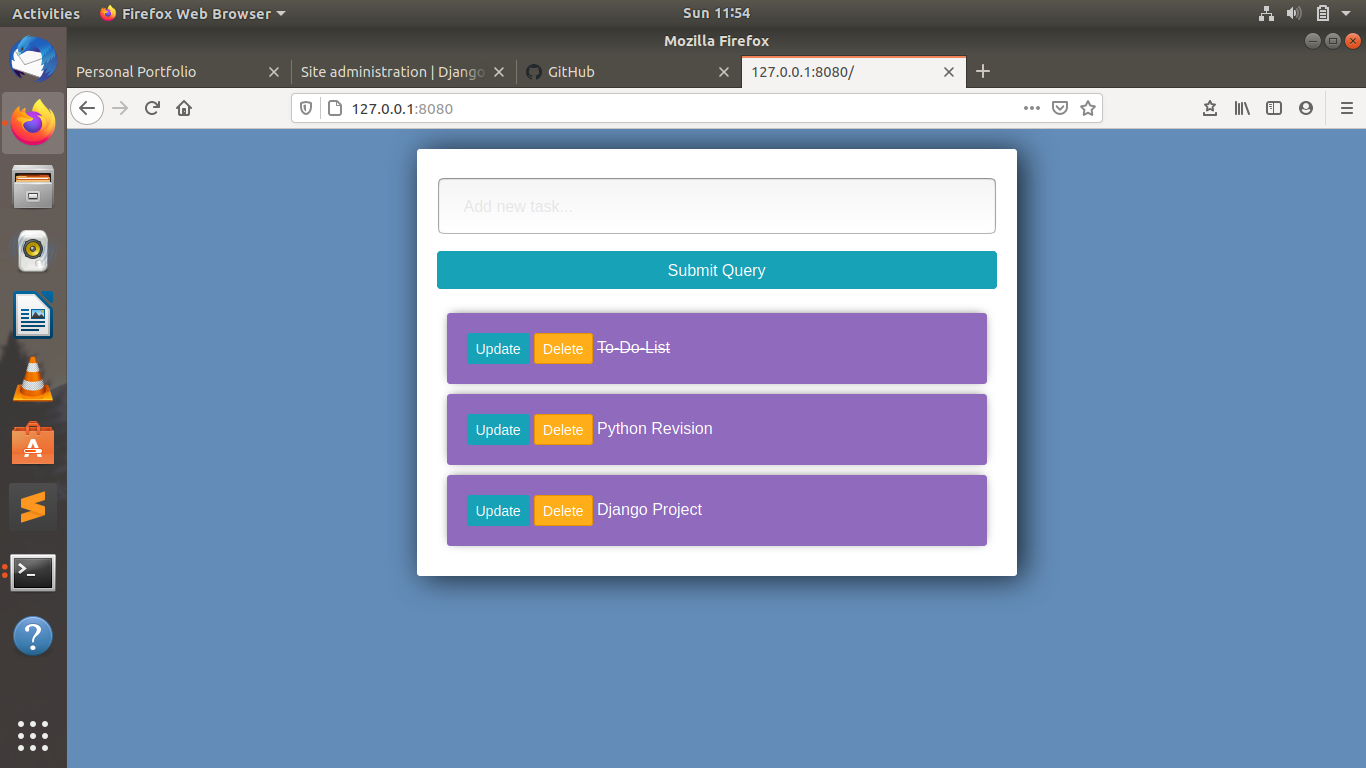 Activities Firefox Web Browser Sun 11:54
Mozilla Firefox
Personal Portfolio Site administration | Django GitHub 127.0.0.1:8080/
127.0.0.1:8080
Add new task...
Submit Query
Update Delete To-Do-List
Update Delete Python Revision
Update Delete Django Project